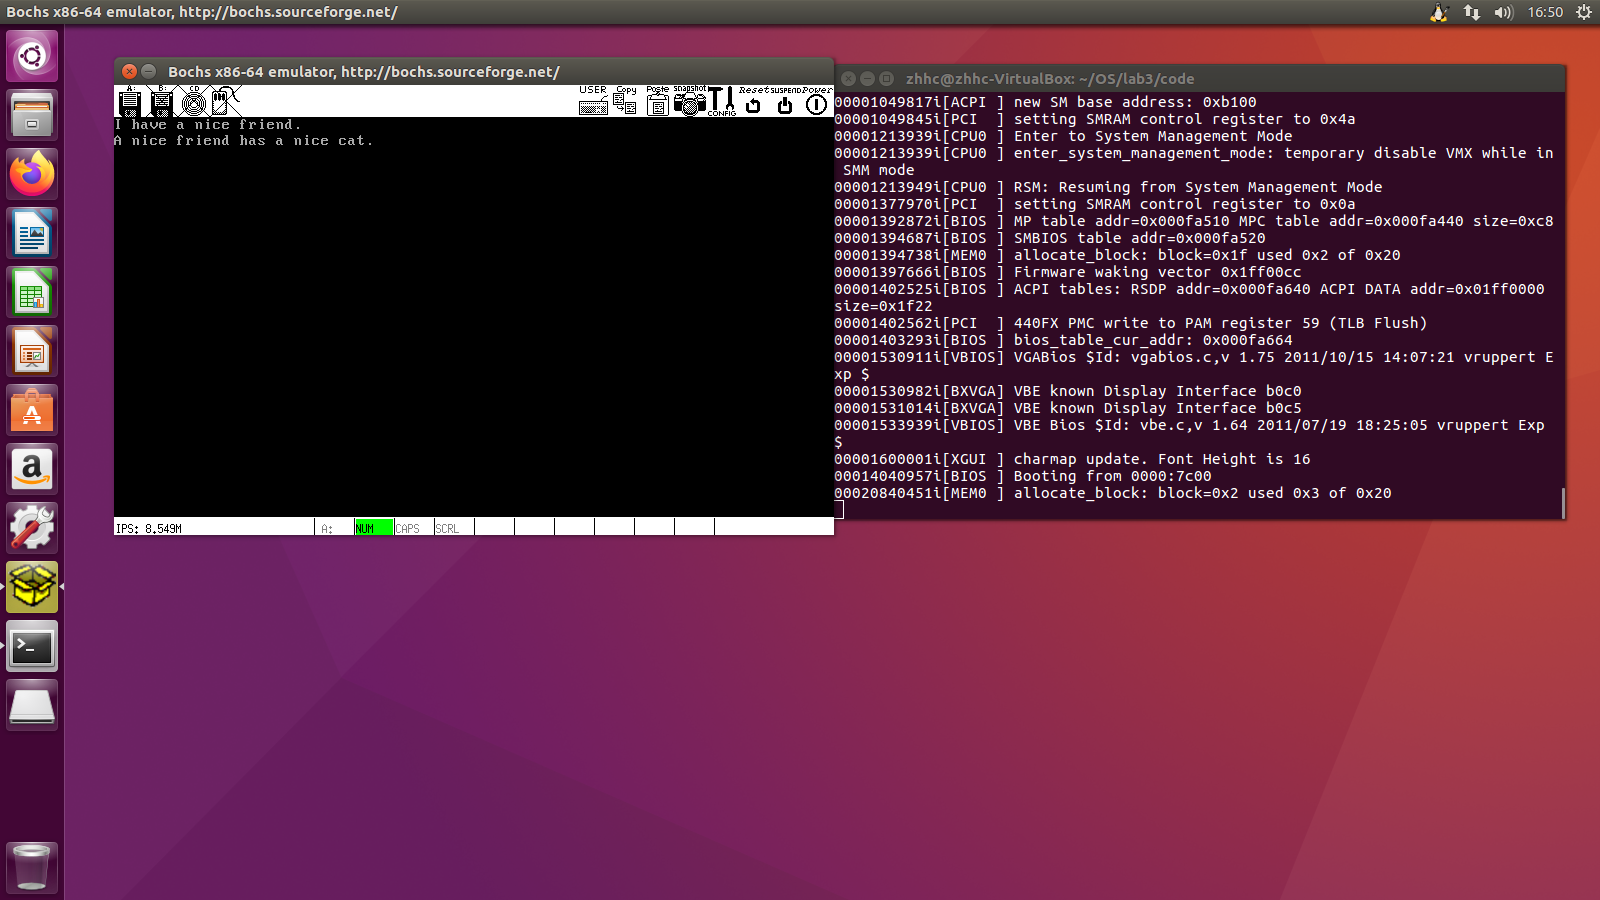 Bochs x86-64 emulator, http://bochs.sourceforge.net/
16:50
Bochs x86-64 emulator, http://bochs.sourceforge.net/
A: B: CD USER Copy Paste snapshot CONFIG Reset SUSPEND Power
I have a nice friend.
A nice friend has a nice cat.
IPS: 8.549M A: NUM CAPS SCRL
zhhc@zhhc-VirtualBox: ~/OS/lab3/code
00001049817i[ACPI ] new SM base address: 0xb100
00001049845i[PCI  ] setting SMRAM control register to 0x4a
00001213939i[CPU0 ] Enter to System Management Mode
00001213939i[CPU0 ] enter_system_management_mode: temporary disable VMX while in
 SMM mode
00001213949i[CPU0 ] RSM: Resuming from System Management Mode
00001377970i[PCI  ] setting SMRAM control register to 0x0a
00001392872i[BIOS ] MP table addr=0x000fa510 MPC table addr=0x000fa440 size=0xc8
00001394687i[BIOS ] SMBIOS table addr=0x000fa520
00001394738i[MEM0 ] allocate_block: block=0x1f used 0x2 of 0x20
00001397666i[BIOS ] Firmware waking vector 0x1ff00cc
00001402525i[BIOS ] ACPI tables: RSDP addr=0x000fa640 ACPI DATA addr=0x01ff0000
size=0x1f22
00001402562i[PCI  ] 440FX PMC write to PAM register 59 (TLB Flush)
00001403293i[BIOS ] bios_table_cur_addr: 0x000fa664
00001530911i[VBIOS] VGABios $Id: vgabios.c,v 1.75 2011/10/15 14:07:21 vruppert E
xp $
00001530982i[BXVGA] VBE known Display Interface b0c0
00001531014i[BXVGA] VBE known Display Interface b0c5
00001533939i[VBIOS] VBE Bios $Id: vbe.c,v 1.64 2011/07/19 18:25:05 vruppert Exp
$
00001600001i[XGUI ] charmap update. Font Height is 16
00014040957i[BIOS ] Booting from 0000:7c00
00020840451i[MEM0 ] allocate_block: block=0x2 used 0x3 of 0x20